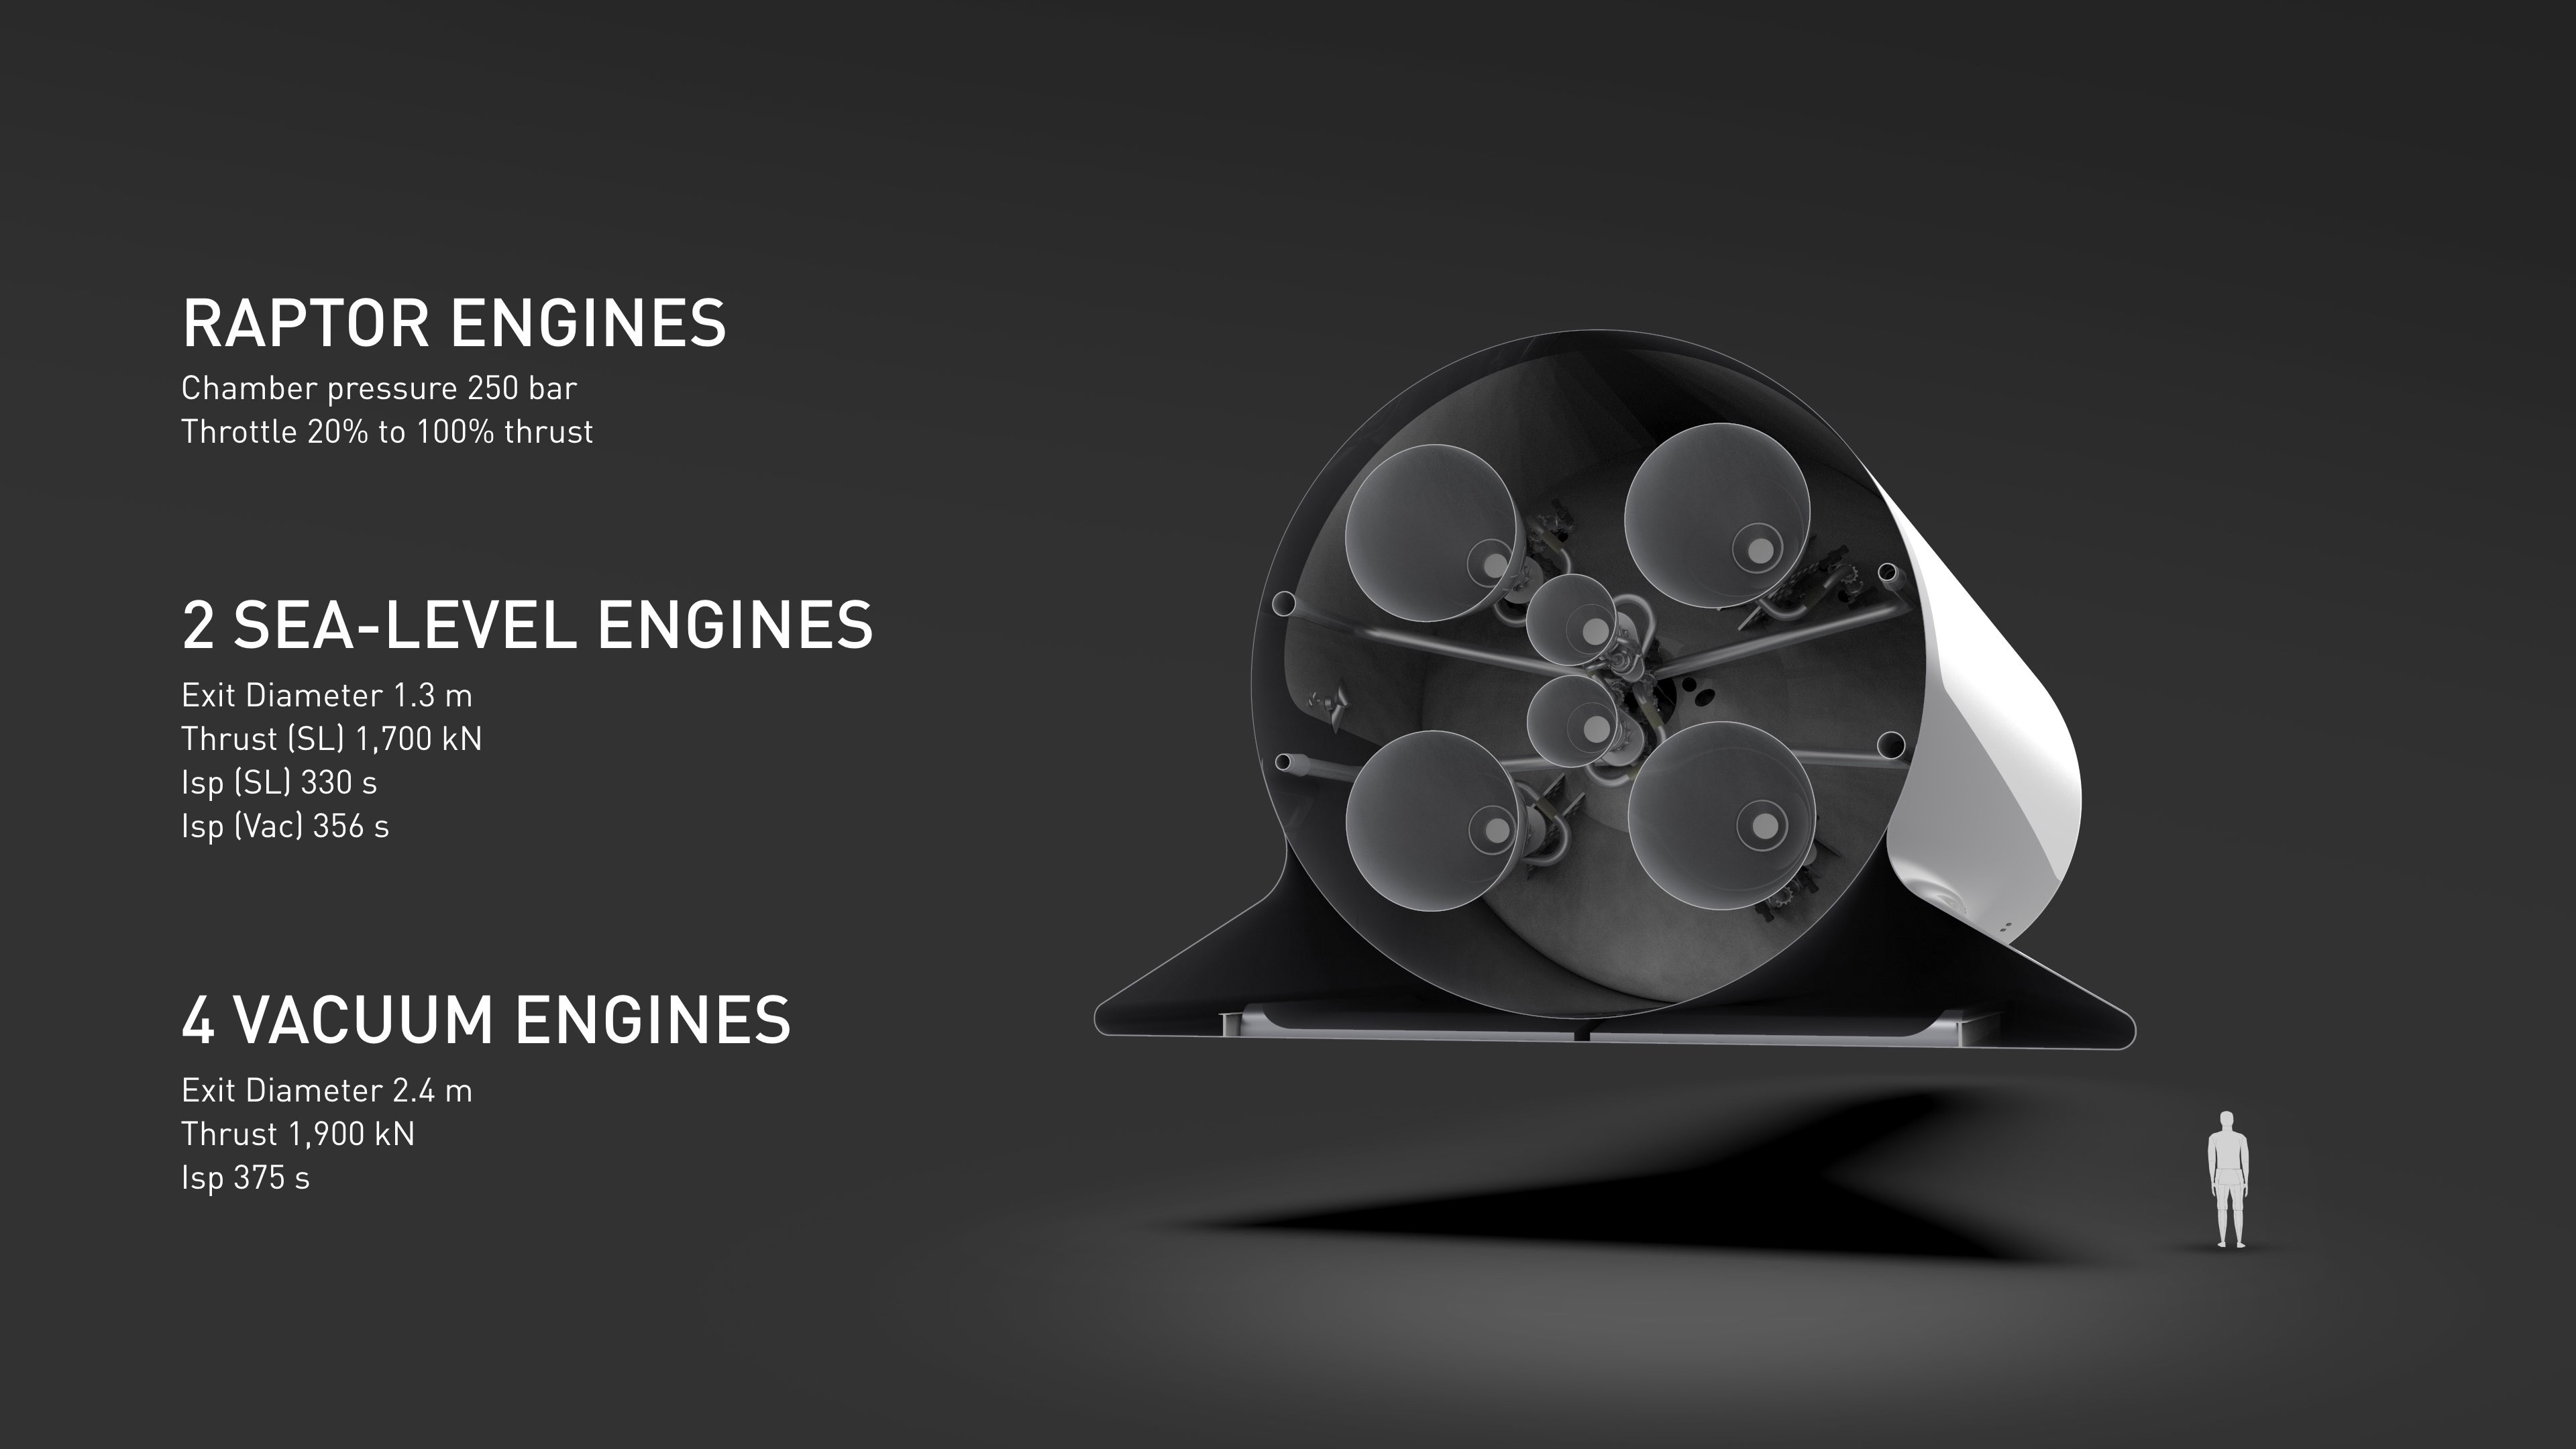 RAPTOR ENGINES
Chamber pressure 250 bar
Throttle 20% to 100% thrust
2 SEA-LEVEL ENGINES
Exit Diameter 1.3 m
Thrust (SL) 1,700 kN
Isp (SL) 330 s
Isp (Vac) 356 s
4 VACUUM ENGINES
Exit Diameter 2.4 m
Thrust 1,900 kN
Isp 375 s